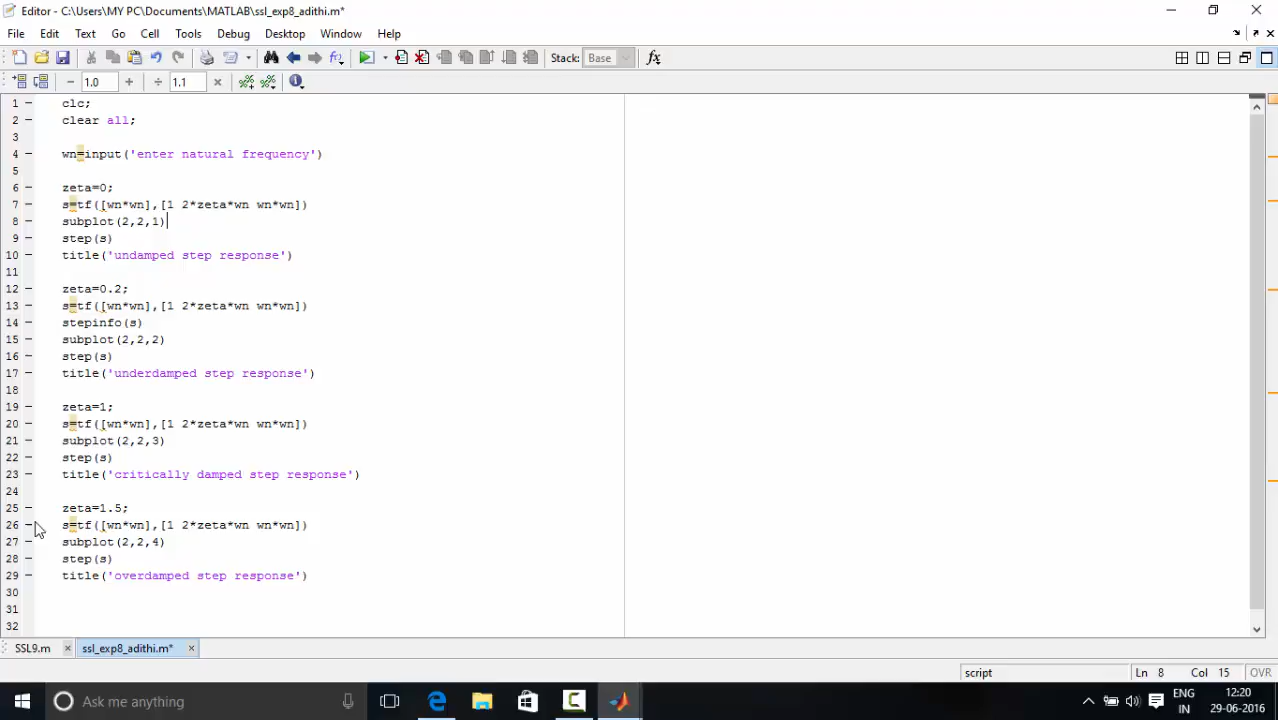 Editor - C:\Users\MY PC\Documents\MATLAB\ssl_exp8_adithi.m*
File Edit Text Go Cell Tools Debug Desktop Window Help
Stack: Base fx
− 1.0 + ÷ 1.1 ×
1 clc;
2 clear all;
3
4 wn=input('enter natural frequency')
5
6 zeta=0;
7 s=tf([wn*wn],[1 2*zeta*wn wn*wn])
8 subplot(2,2,1)
9 step(s)
10 title('undamped step response')
11
12 zeta=0.2;
13 s=tf([wn*wn],[1 2*zeta*wn wn*wn])
14 stepinfo(s)
15 subplot(2,2,2)
16 step(s)
17 title('underdamped step response')
18
19 zeta=1;
20 s=tf([wn*wn],[1 2*zeta*wn wn*wn])
21 subplot(2,2,3)
22 step(s)
23 title('critically damped step response')
24
25 zeta=1.5;
26 s=tf([wn*wn],[1 2*zeta*wn wn*wn])
27 subplot(2,2,4)
28 step(s)
29 title('overdamped step response')
30
31
32
SSL9.m × ssl_exp8_adithi.m* ×
script Ln 8 Col 15 OVR
Ask me anything
ENG 12:20
IN 29-06-2016